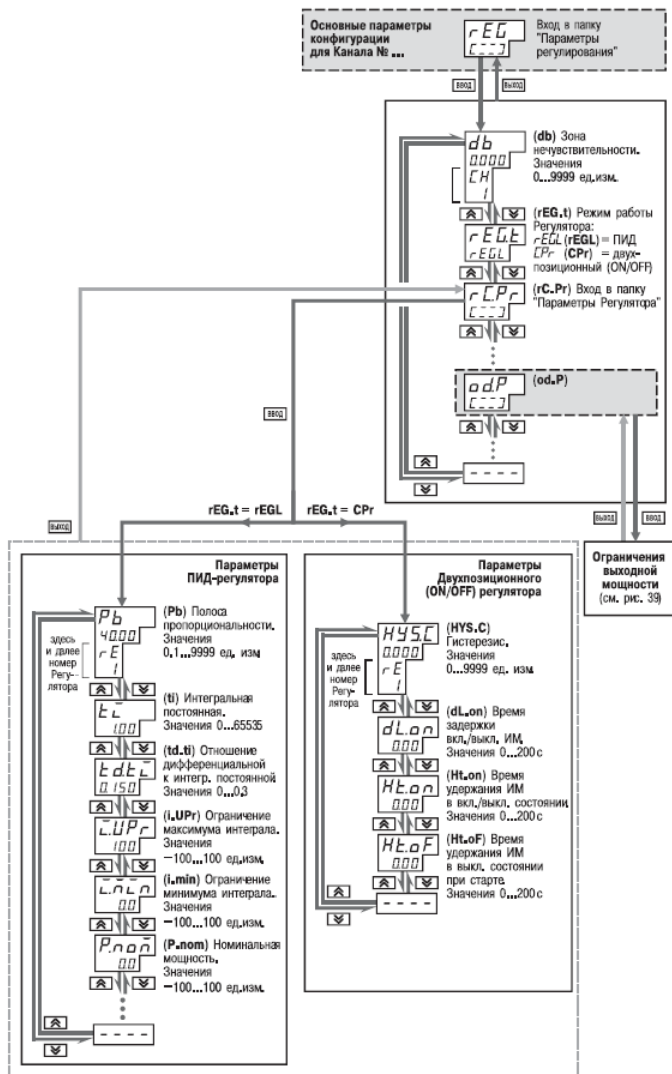 Основные параметры
конфигурации
для Канала № ...
rEG
[---]
Вход в папку
"Параметры
регулирования"
ввод
выход
db
0.000
CH
1
(db) Зона
нечувствительности.
Значения
0...9999 ед.изм.
rEG.t
rEGL
(rEG.t) Режим работы
Регулятора:
rEGL (rEGL) = ПИД
CPr (CPr) = двух-
позиционный (ON/OFF)
rC.Pr
[---]
(rC.Pr) Вход в папку
"Параметры Регулятора"
od.P
[---]
(od.P)
- - - -
ввод
выход
rEG.t = rEGL
rEG.t = CPr
выход
ввод
Ограничения
выходной
мощности
(см. рис. 39)
Параметры
ПИД-регулятора
Pb
40.00
rE
1
здесь
и далее
номер
Регу-
лятора
(Pb) Полоса
пропорциональности.
Значения
0,1...9999 ед. изм
ti
1.00
(ti) Интегральная
постоянная.
Значения 0...65535
td.ti
0.150
(td.ti) Отношение
дифференциальной
к интегр. постоянной
Значения 0...0,3
i.UPr
100
(i.UPr) Ограничение
максимума интеграла.
Значения
–100...100 ед.изм.
i.min
0.0
(i.min) Ограничение
минимума интеграла.
Значения
–100...100 ед.изм.
P.nom
0.0
(P.nom) Номинальная
мощность.
Значения
–100...100 ед.изм.
- - - -
Параметры
Двухпозиционного
(ON/OFF) регулятора
HYS.C
0.000
rE
1
здесь
и далее
номер
Регу-
лятора
(HYS.C)
Гистерезис.
Значения
0...9999 ед. изм.
dL.on
0.00
(dL.on) Время
задержки
вкл./выкл. ИМ.
Значения 0...200с
Ht.on
0.00
(Ht.on) Время
удержания ИМ
в вкл./выкл. состоянии
Значения 0...200с
Ht.oF
0.00
(Ht.oF) Время
удержания ИМ
в выкл. состоянии
при старте.
Значения 0...200с
- - - -